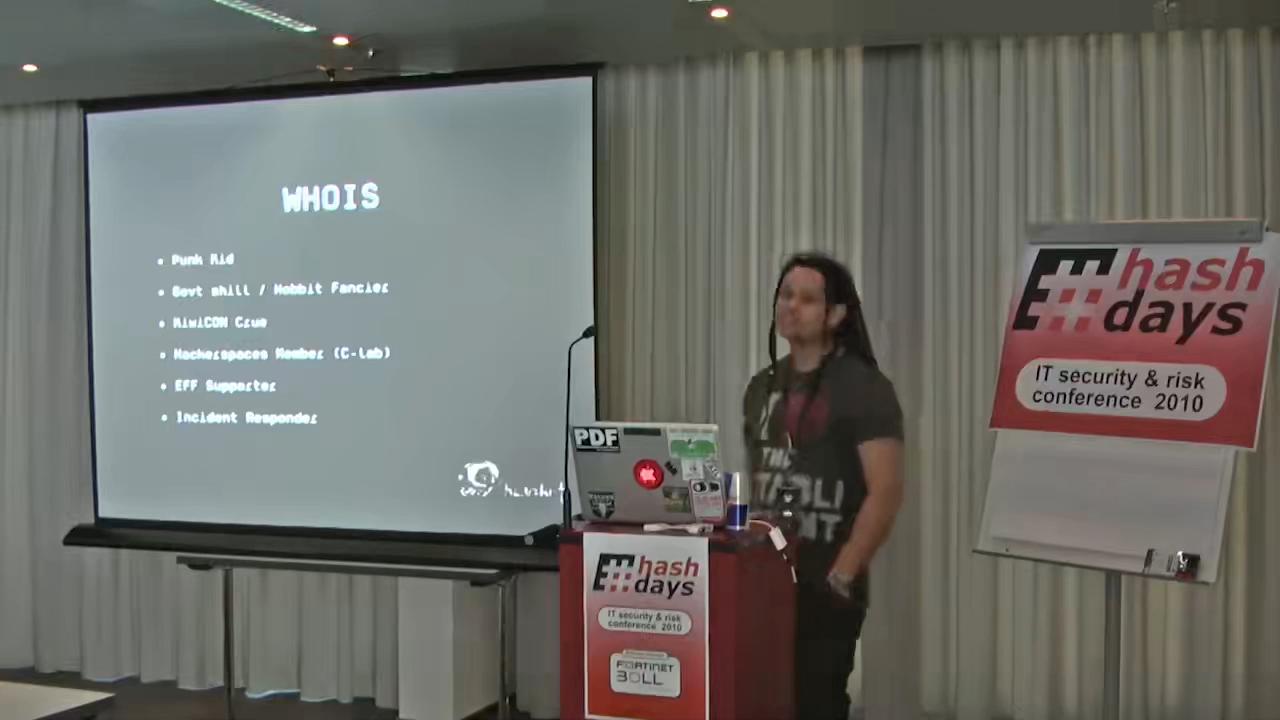 WHOIS
• Punk Kid
• Govt shill / Hobbit Fancier
• KiwiCON Crue
• Hackerspaces Member (C-Lab)
• EFF Supporter
• Incident Responder
PDF
hash
days
IT security & risk
conference 2010
FORTINET
BOLL
hash
days
IT security & risk
conference 2010